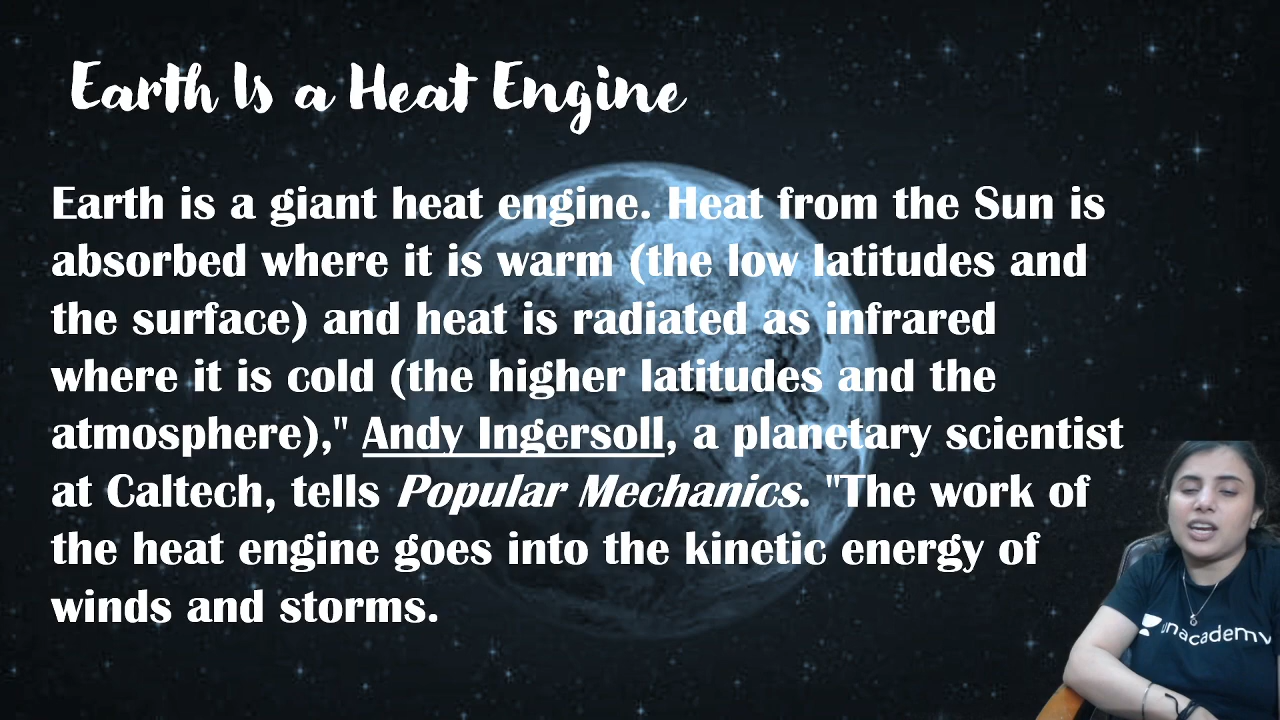 Earth Is a Heat Engine
Earth is a giant heat engine. Heat from the Sun is
absorbed where it is warm (the low latitudes and
the surface) and heat is radiated as infrared
where it is cold (the higher latitudes and the
atmosphere)," Andy Ingersoll, a planetary scientist
at Caltech, tells Popular Mechanics. "The work of
the heat engine goes into the kinetic energy of
winds and storms.
unacademy